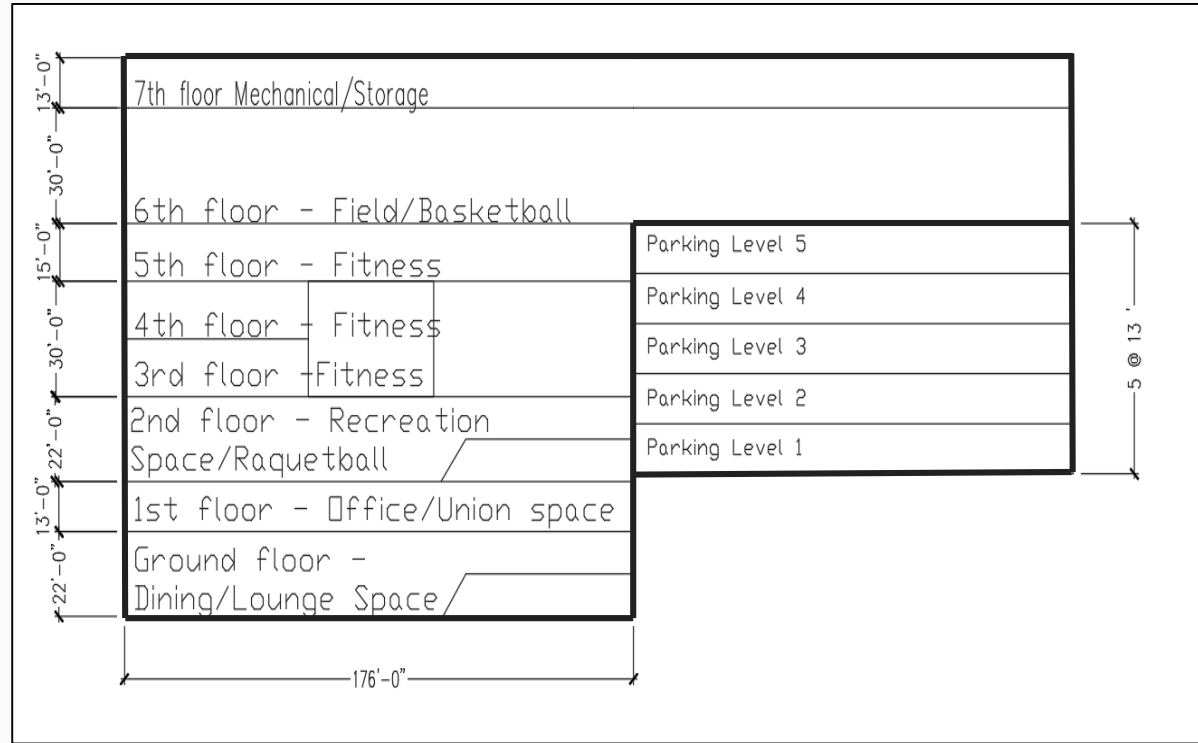 13'-0"
7th floor Mechanical/Storage
30'-0"
6th floor - Field/Basketball
15'-0"
5th floor - Fitness
30'-0"
4th floor - Fitness
3rd floor -Fitness
22'-0"
2nd floor - Recreation
Space/Raquetball
13'-0"
1st floor - Office/Union space
22'-0"
Ground floor -
Dining/Lounge Space
176'-0"
Parking Level 5
Parking Level 4
Parking Level 3
Parking Level 2
Parking Level 1
5 @ 13 '